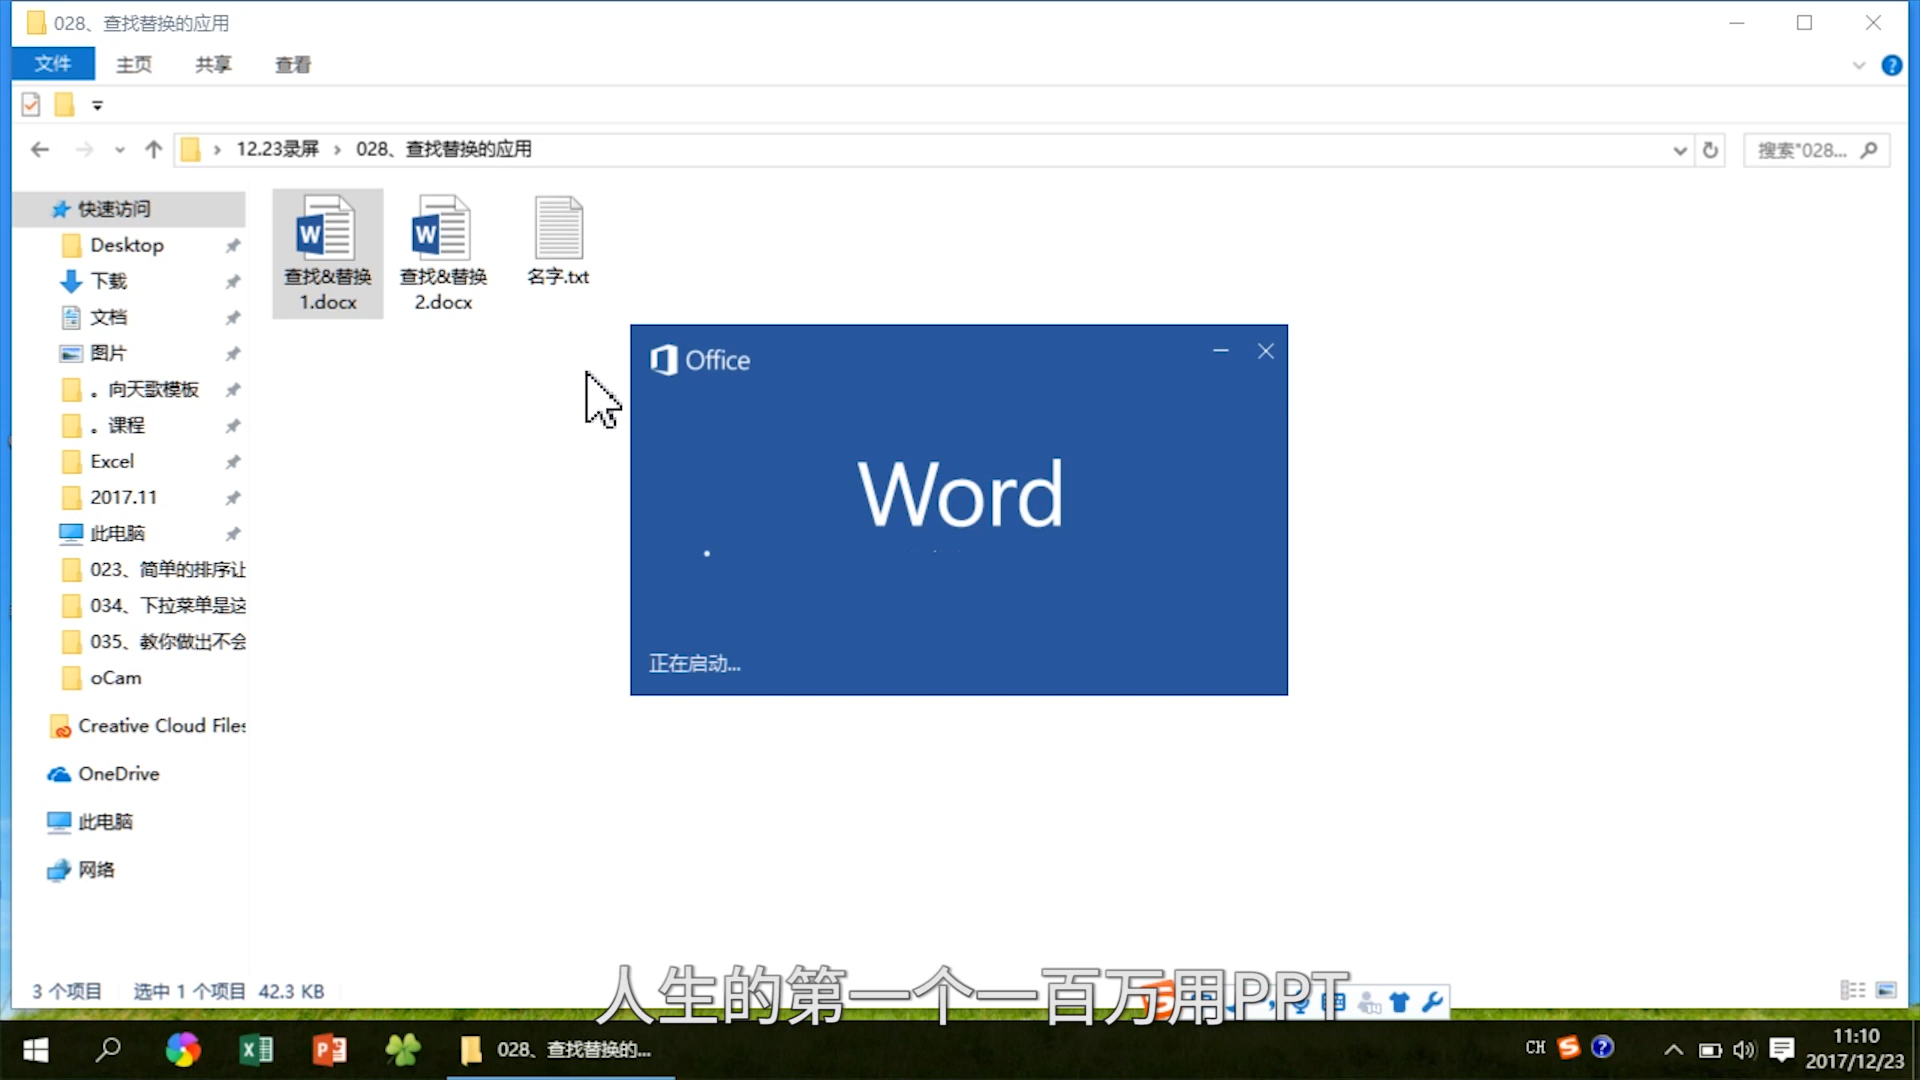 028、查找替换的应用
文件 主页 共享 查看
12.23录屏 › 028、查找替换的应用
搜索"028...
快速访问
Desktop
下载
文档
图片
。向天歌模板
。课程
Excel
2017.11
此电脑
023、简单的排序让
034、下拉菜单是这
035、教你做出不会
oCam
Creative Cloud Files
OneDrive
此电脑
网络
查找&替换
1.docx
查找&替换
2.docx
名字.txt
Office
Word
正在启动...
3 个项目 选中 1 个项目 42.3 KB
人生的第一个一百万用PPT
028、查找替换的...
CH
11:10
2017/12/23